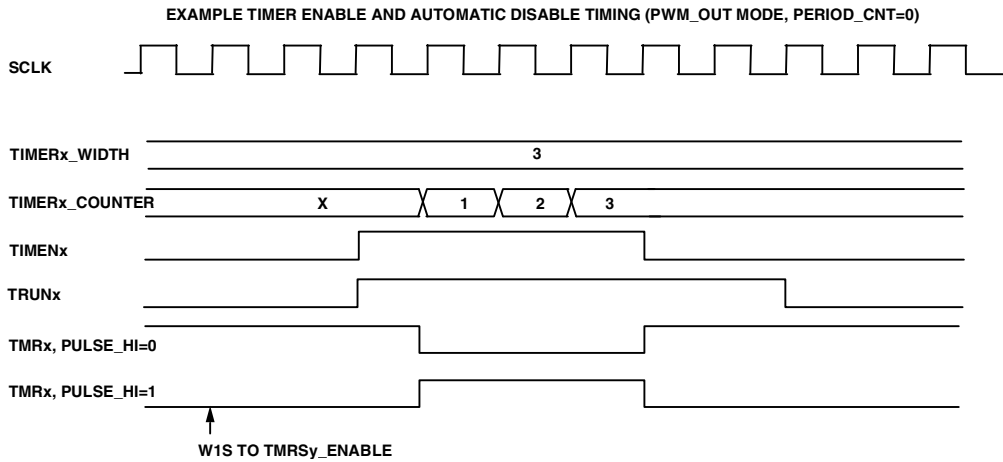 EXAMPLE TIMER ENABLE AND AUTOMATIC DISABLE TIMING (PWM_OUT MODE, PERIOD_CNT=0)
SCLK
TIMERx_WIDTH 3
TIMERx_COUNTER X 1 2 3
TIMENx
TRUNx
TMRx, PULSE_HI=0
TMRx, PULSE_HI=1
W1S TO TMRSy_ENABLE